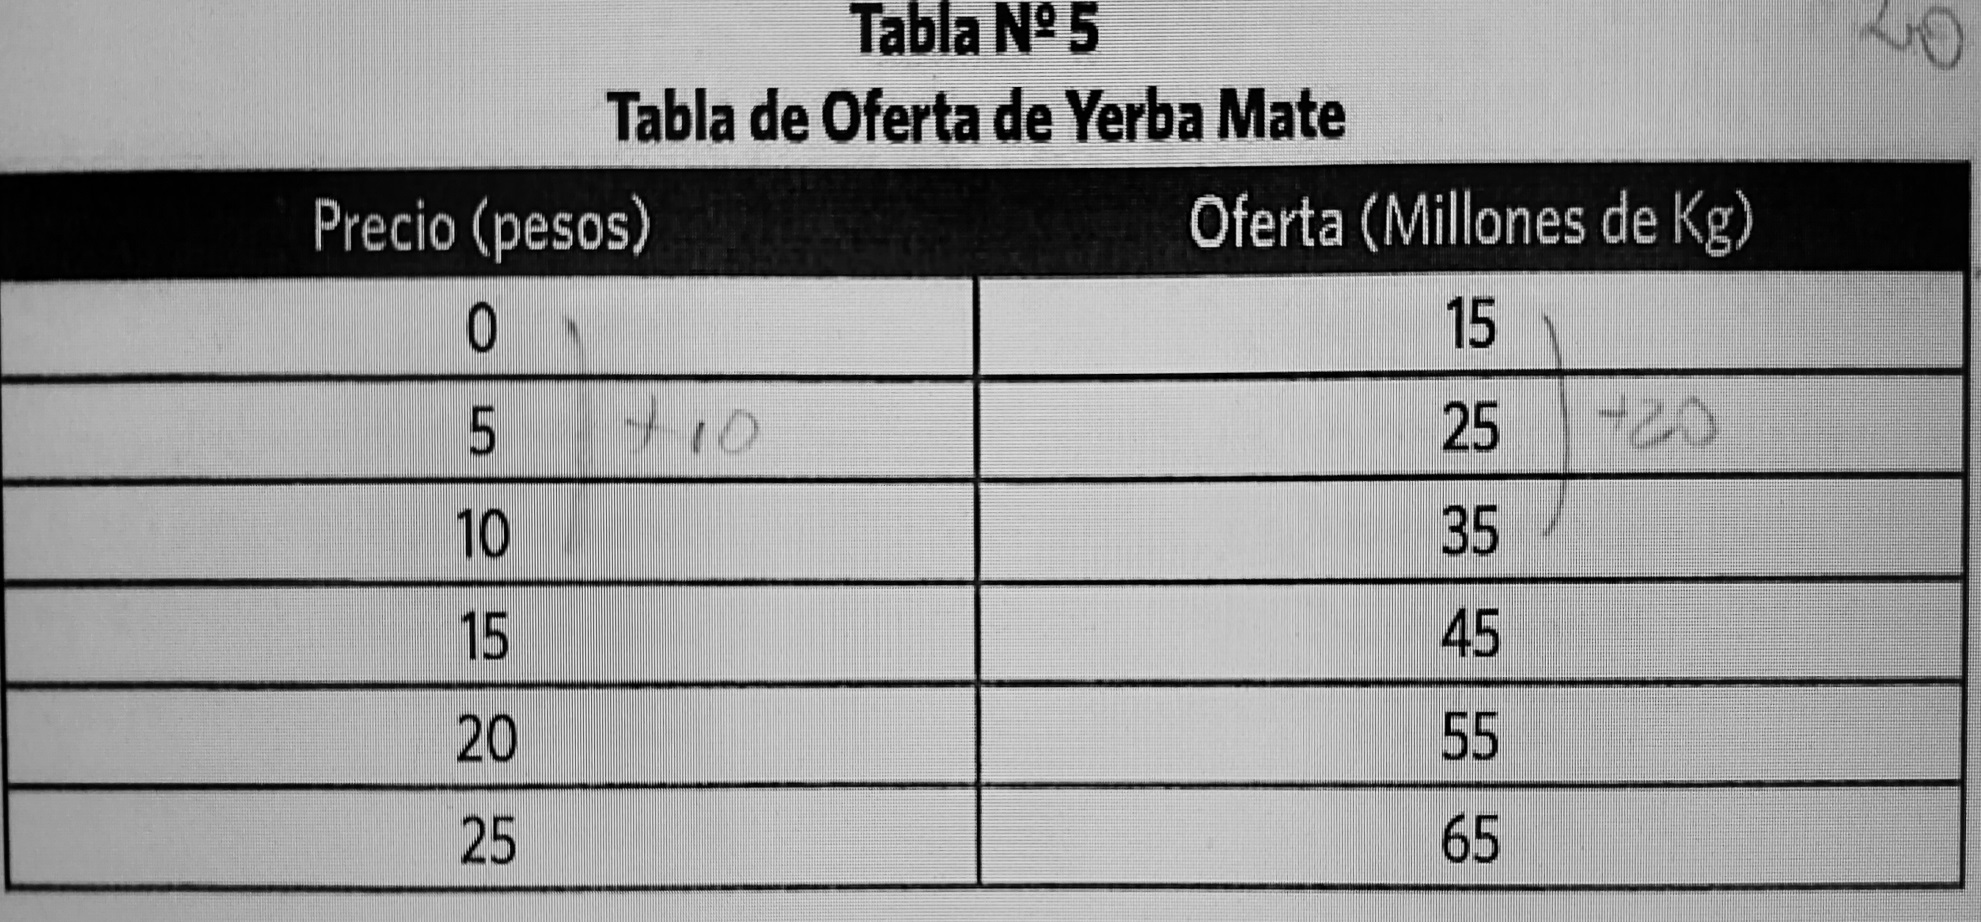 Tabla Nº 5
Tabla de Oferta de Yerba Mate
Precio (pesos) Oferta (Millones de Kg)
0 15
5 +10 25 +20
10 35
15 45
20 55
25 65